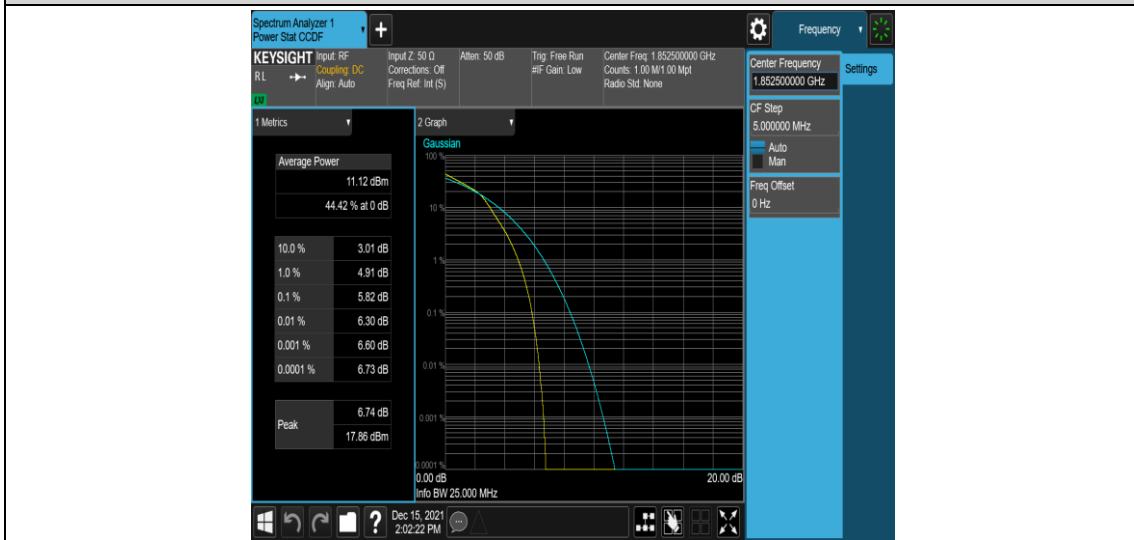 Spectrum Analyzer 1
Power Stat CCDF
Frequency
KEYSIGHT
RL
LXI
Input: RF
Coupling: DC
Align: Auto
Input Z: 50 Ω
Corrections: Off
Freq Ref: Int (S)
Atten: 50 dB
Trig: Free Run
#IF Gain: Low
Center Freq: 1.852500000 GHz
Counts: 1.00 M/1.00 Mpt
Radio Std: None
Center Frequency
1.852500000 GHz
Settings
CF Step
5.000000 MHz
Auto
Man
Freq Offset
0 Hz
1 Metrics
Average Power
11.12 dBm
44.42 % at 0 dB
10.0 % 3.01 dB
1.0 % 4.91 dB
0.1 % 5.82 dB
0.01 % 6.30 dB
0.001 % 6.60 dB
0.0001 % 6.73 dB
Peak
6.74 dB
17.86 dBm
2 Graph
Gaussian
100 %
10 %
1 %
0.1 %
0.01 %
0.001 %
0.0001 %
0.00 dB 20.00 dB
Info BW 25.000 MHz
?
Dec 15, 2021
2:02:22 PM